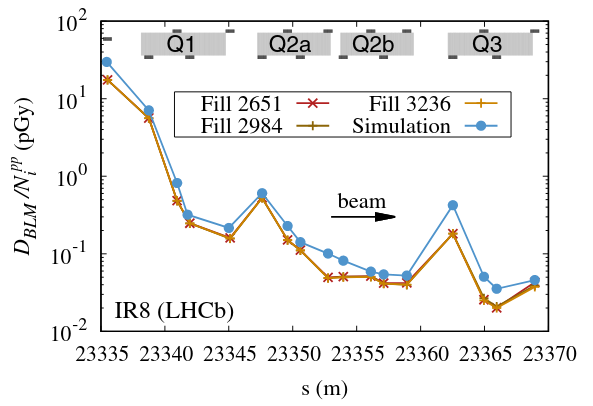 10^2
10^1
10^0
10^-1
10^-2
D_BLM/N_i^pp (pGy)
Q1 Q2a Q2b Q3
Fill 2651 Fill 3236
Fill 2984 Simulation
beam
IR8 (LHCb)
23335 23340 23345 23350 23355 23360 23365 23370
s (m)